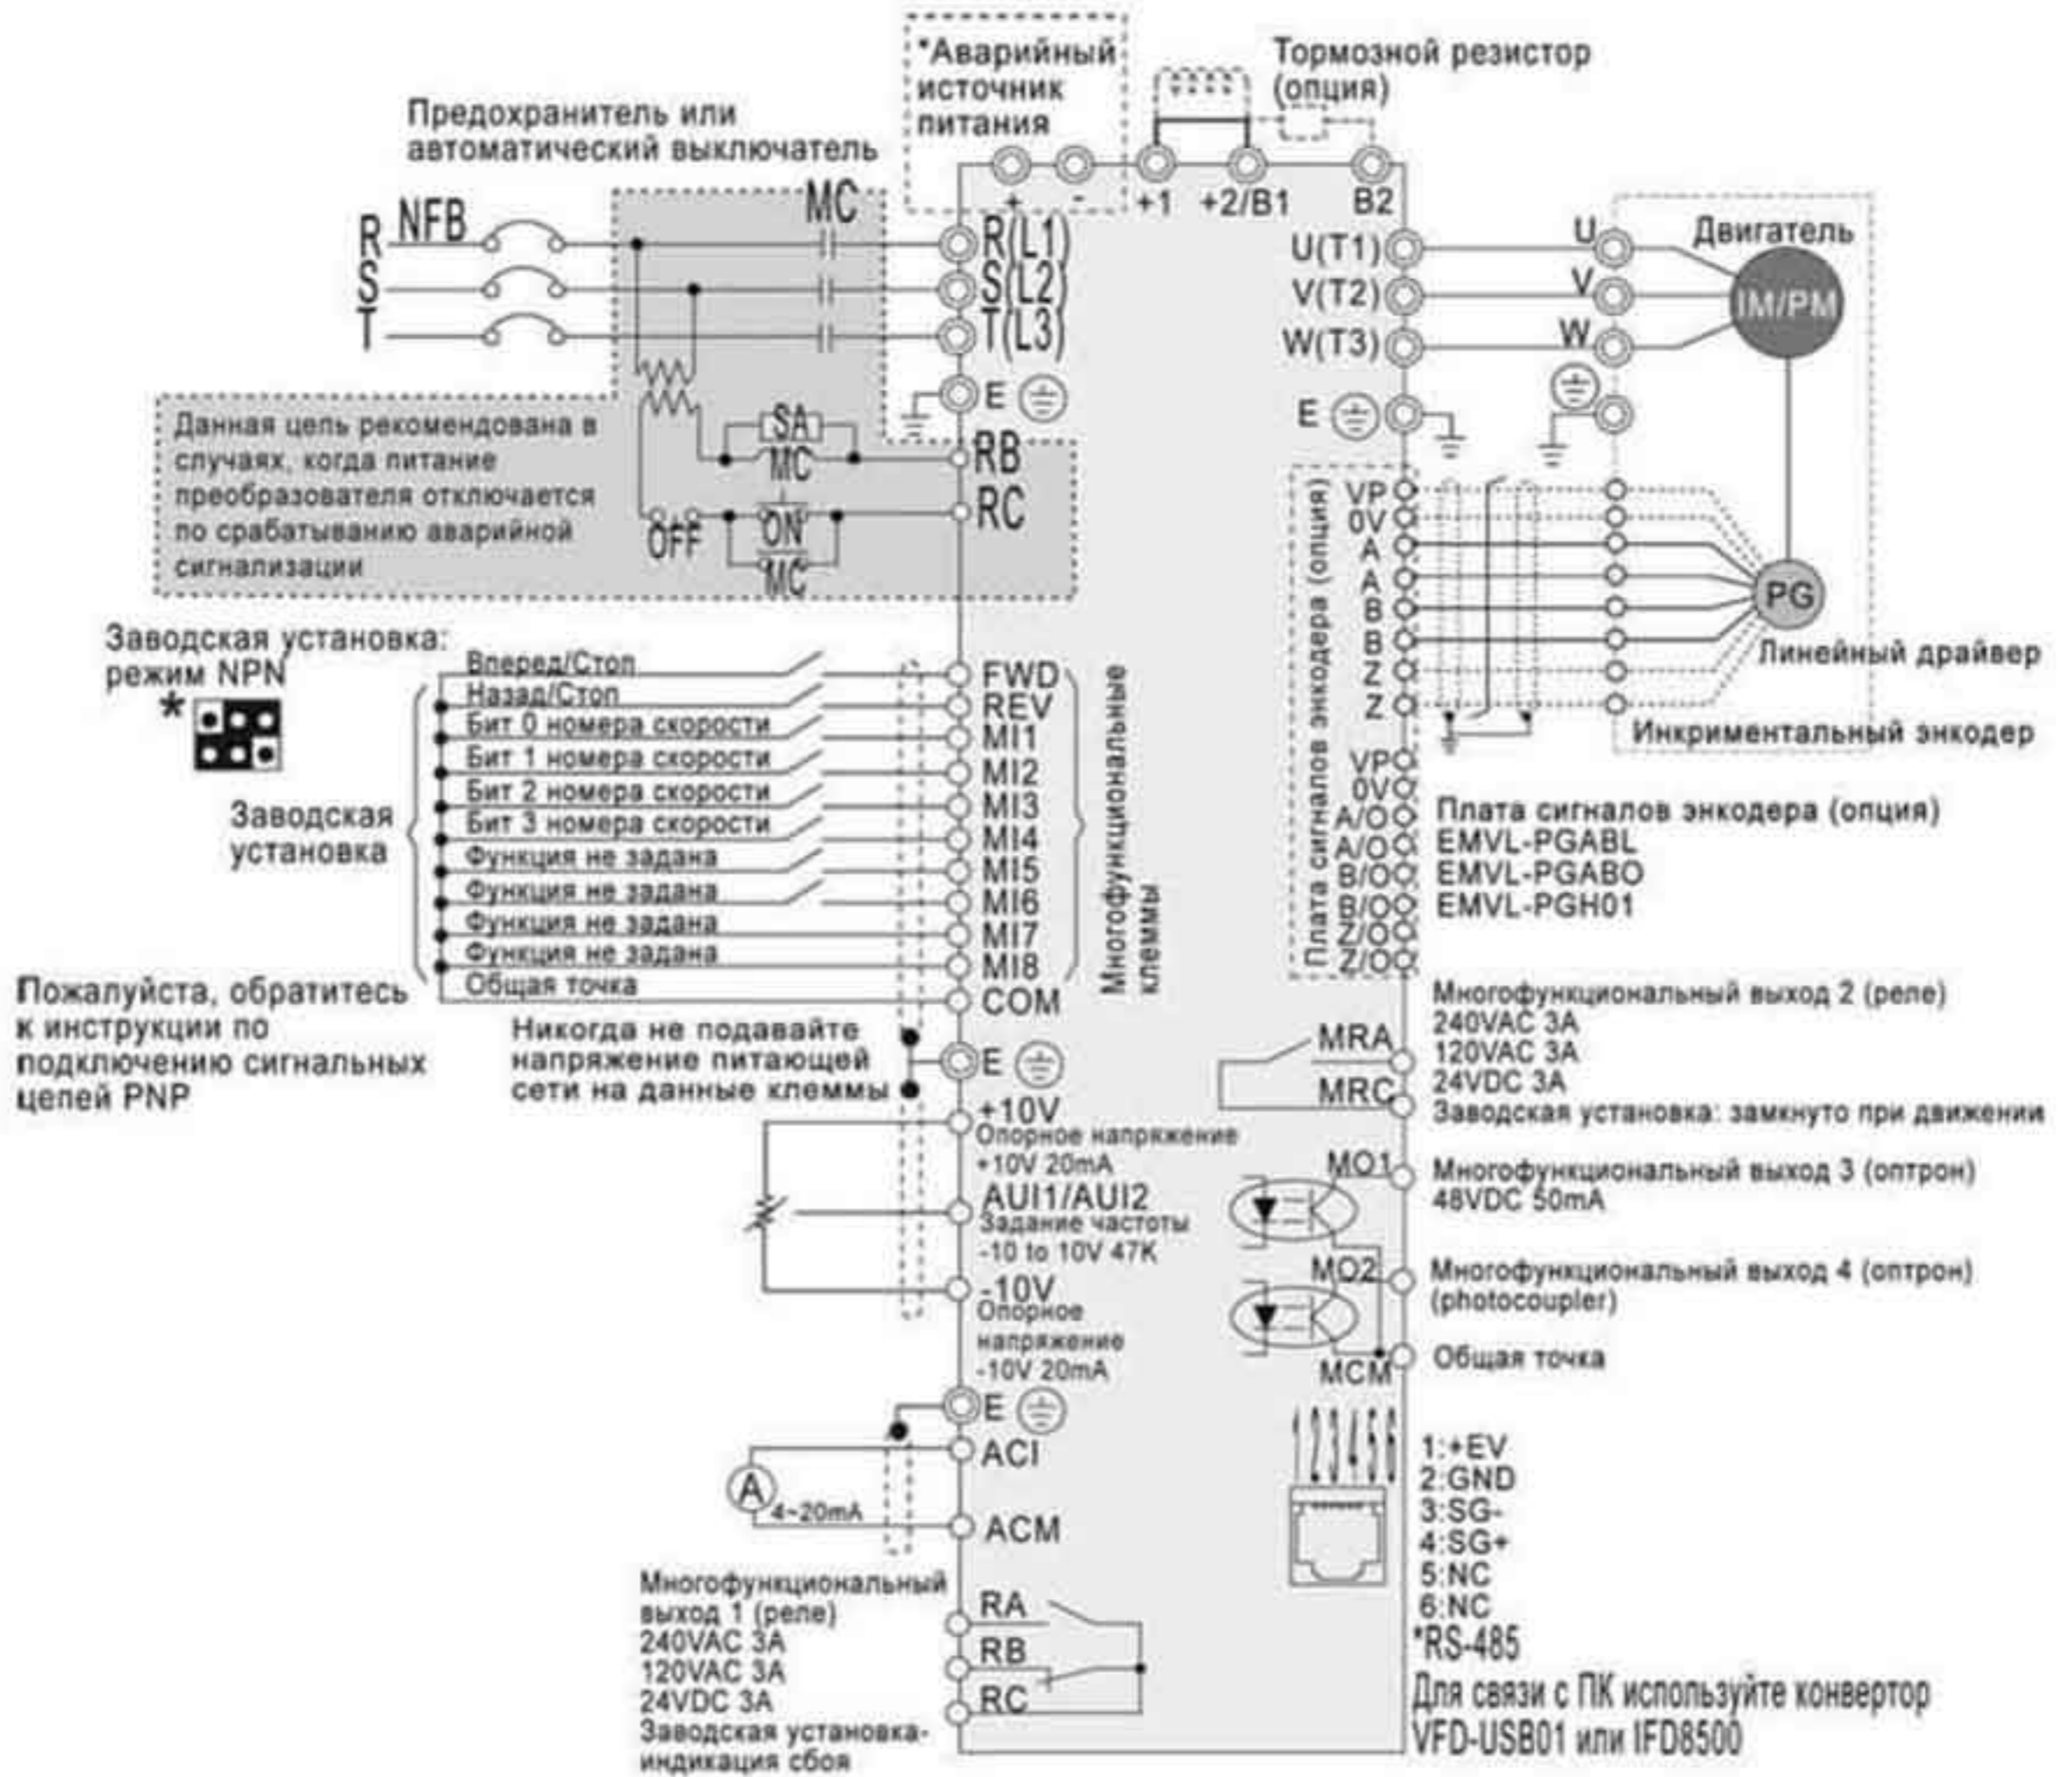 *Аварийный
источник
питания
Тормозной резистор
(опция)
Предохранитель или
автоматический выключатель
+
-
+1
+2/B1
B2
MC
R
NFB
S
T
R(L1)
S(L2)
T(L3)
E
U(T1)
V(T2)
W(T3)
E
U
V
W
Двигатель
IM/PM
Данная цепь рекомендована в
случаях, когда питание
преобразователя отключается
по срабатыванию аварийной
сигнализации
SA
MC
RB
OFF
ON
MC
RC
Плата сигналов энкодера (опция)
VP
0V
A
A
B
B
Z
Z
PG
Линейный драйвер
Инкриментальный энкодер
VP
0V
A/O
A/O
B/O
B/O
Z/O
Z/O
Плата сигналов энкодера (опция)
EMVL-PGABL
EMVL-PGABO
EMVL-PGH01
Заводская установка:
режим NPN
*
Заводская
установка
Вперед/Стоп
FWD
Назад/Стоп
REV
Бит 0 номера скорости
MI1
Бит 1 номера скорости
MI2
Бит 2 номера скорости
MI3
Бит 3 номера скорости
MI4
Функция не задана
MI5
Функция не задана
MI6
Функция не задана
MI7
Функция не задана
MI8
Общая точка
COM
Многофункциональные
клеммы
Пожалуйста, обратитесь
к инструкции по
подключению сигнальных
цепей PNP
Никогда не подавайте
напряжение питающей
сети на данные клеммы
E
+10V
Опорное напряжение
+10V 20mA
AUI1/AUI2
Задание частоты
-10 to 10V 47K
-10V
Опорное
напряжение
-10V 20mA
E
ACI
A
4~20mA
ACM
MRA
MRC
Многофункциональный выход 2 (реле)
240VAC 3A
120VAC 3A
24VDC 3A
Заводская установка: замкнуто при движении
MO1
Многофункциональный выход 3 (оптрон)
48VDC 50mA
MO2
Многофункциональный выход 4 (оптрон)
(photocoupler)
MCM
Общая точка
1 2 3 4 5 6
1:+EV
2:GND
3:SG-
4:SG+
5:NC
6:NC
*RS-485
Для связи с ПК используйте конвертор
VFD-USB01 или IFD8500
Многофункциональный
выход 1 (реле)
240VAC 3A
120VAC 3A
24VDC 3A
Заводская установка-
индикация сбоя
RA
RB
RC